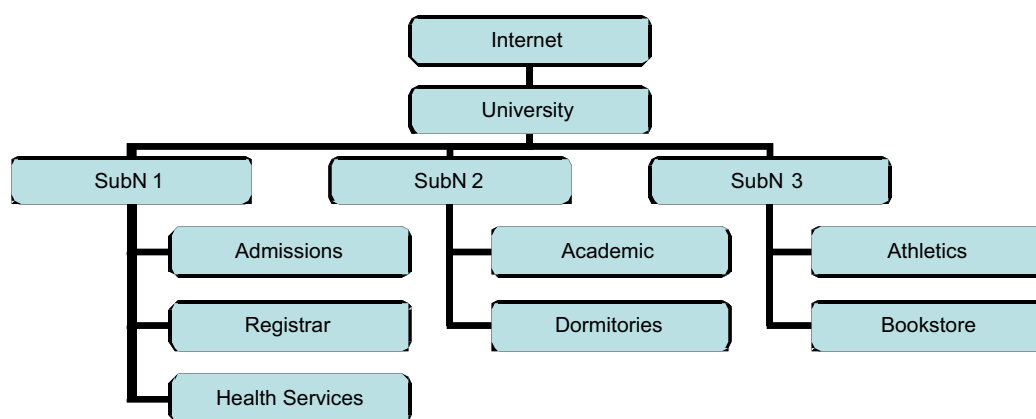 Internet
University
SubN 1
SubN 2
SubN 3
Admissions
Academic
Athletics
Registrar
Dormitories
Bookstore
Health Services